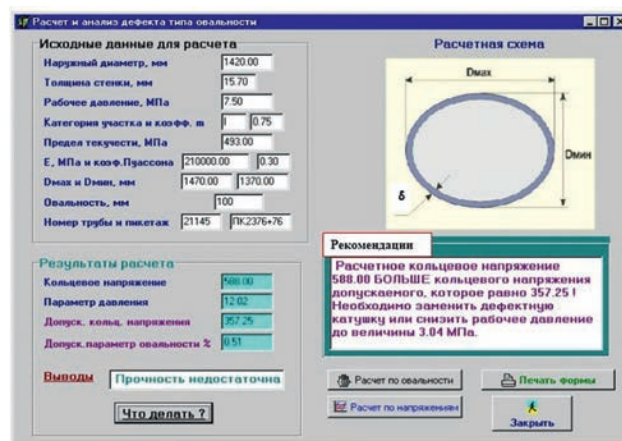 Расчет и анализ дефекта типа овальности
Исходные данные для расчета
Наружный диаметр, мм 1420.00
Толщина стенки, мм 15.70
Рабочее давление, МПа 7.50
Категория участка и коэфф. m I 0.75
Предел текучести, МПа 493.00
E, МПа и коэф.Пуассона 210000.00 0.30
Dмах и Dмин, мм 1470.00 1370.00
Овальность, мм 100
Номер трубы и пикетаж 21145 ПК2376+76
Результаты расчета
Кольцевое напряжение 588.00
Параметр давления 12.02
Допуск. кольц. напряжения 357.25
Допуск.параметр овальности % 0.51
Выводы Прочность недостаточна
Что делать ?
Расчетная схема
Dмах
Dмин
δ
Рекомендации
Расчетное кольцевое напряжение
588.00 БОЛЬШЕ кольцевого напряжения
допускаемого, которое равно 357.25 !
Необходимо заменить дефектную
катушку или снизить рабочее давление
до величины 3.04 МПа.
Расчет по овальности
Печать формы
Расчет по напряжениям
Закрыть